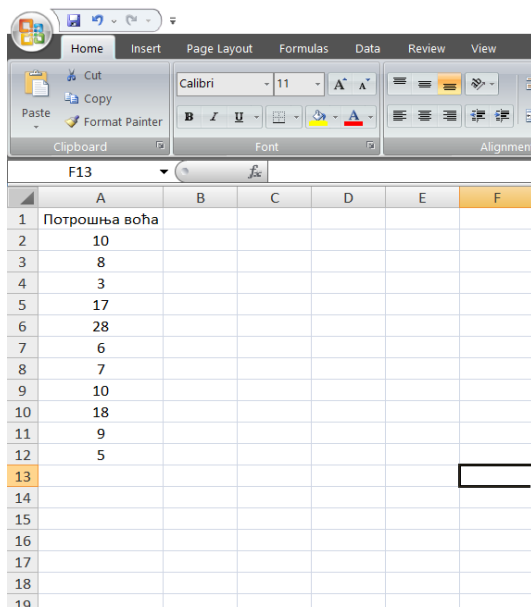 Home Insert Page Layout Formulas Data Review View
Cut
Calibri 11 A A
Copy
Paste
Format Painter
B I U A
Clipboard Font Alignmen
F13 fx
A B C D E F
1 Потрошња воћа
2 10
3 8
4 3
5 17
6 28
7 6
8 7
9 10
10 18
11 9
12 5
13
14
15
16
17
18
19